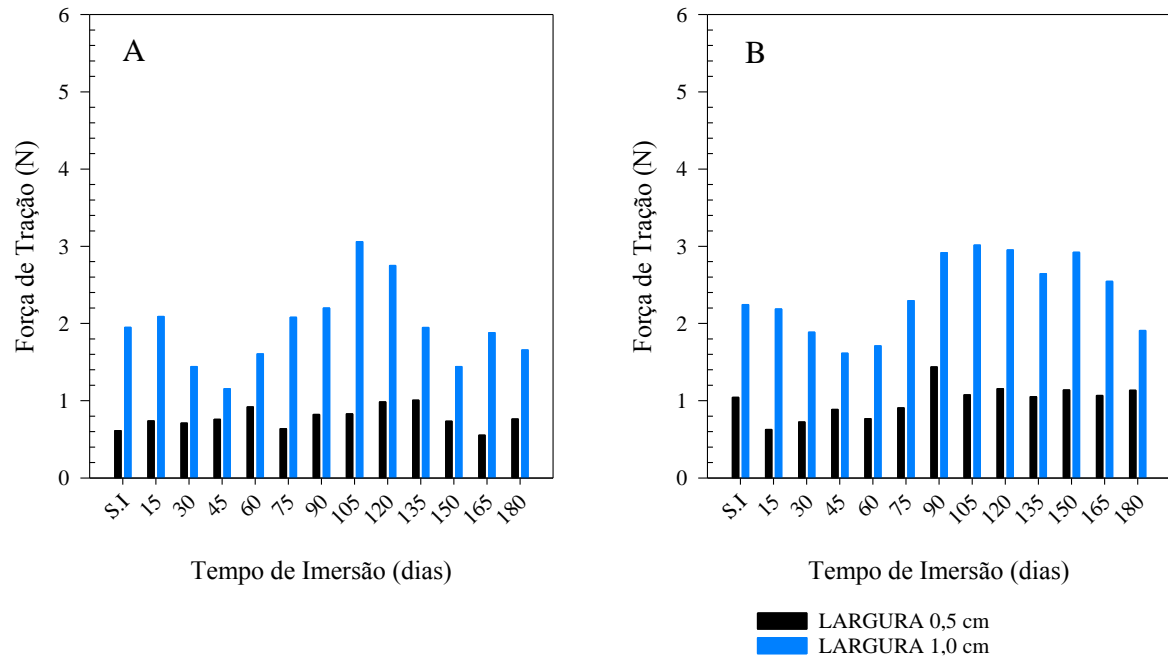 A
Força de Tração (N)
6
5
4
3
2
1
0
S.I 15 30 45 60 75 90 105 120 135 150 165 180
Tempo de Imersão (dias)
B
Força de Tração (N)
6
5
4
3
2
1
0
S.I 15 30 45 60 75 90 105 120 135 150 165 180
Tempo de Imersão (dias)
LARGURA 0,5 cm
LARGURA 1,0 cm